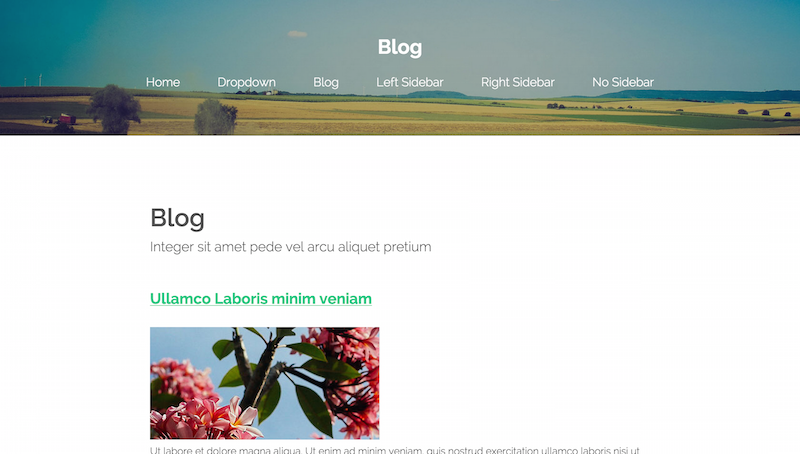 Blog
Home Dropdown Blog Left Sidebar Right Sidebar No Sidebar
Blog
Integer sit amet pede vel arcu aliquet pretium
Ullamco Laboris minim veniam
Ut labore et dolore magna aliqua. Ut enim ad minim veniam, quis nostrud exercitation ullamco laboris nisi ut